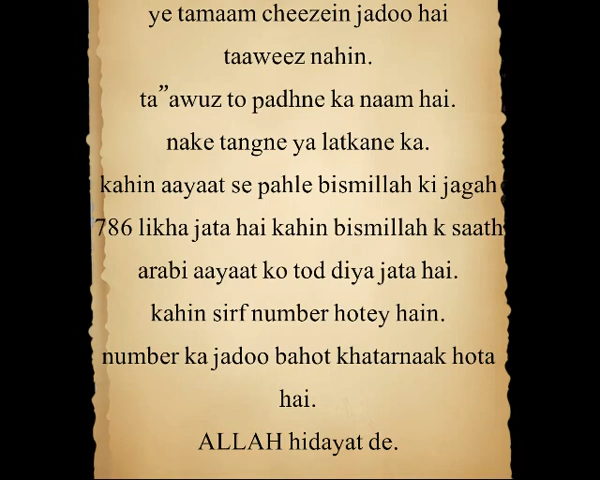 ye tamaam cheezein jadoo hai
taaweez nahin.
ta”awuz to padhne ka naam hai.
nake tangne ya latkane ka.
kahin aayaat se pahle bismillah ki jagah
786 likha jata hai kahin bismillah k saath
arabi aayaat ko tod diya jata hai.
kahin sirf number hotey hain.
number ka jadoo bahot khatarnaak hota
hai.
ALLAH hidayat de.